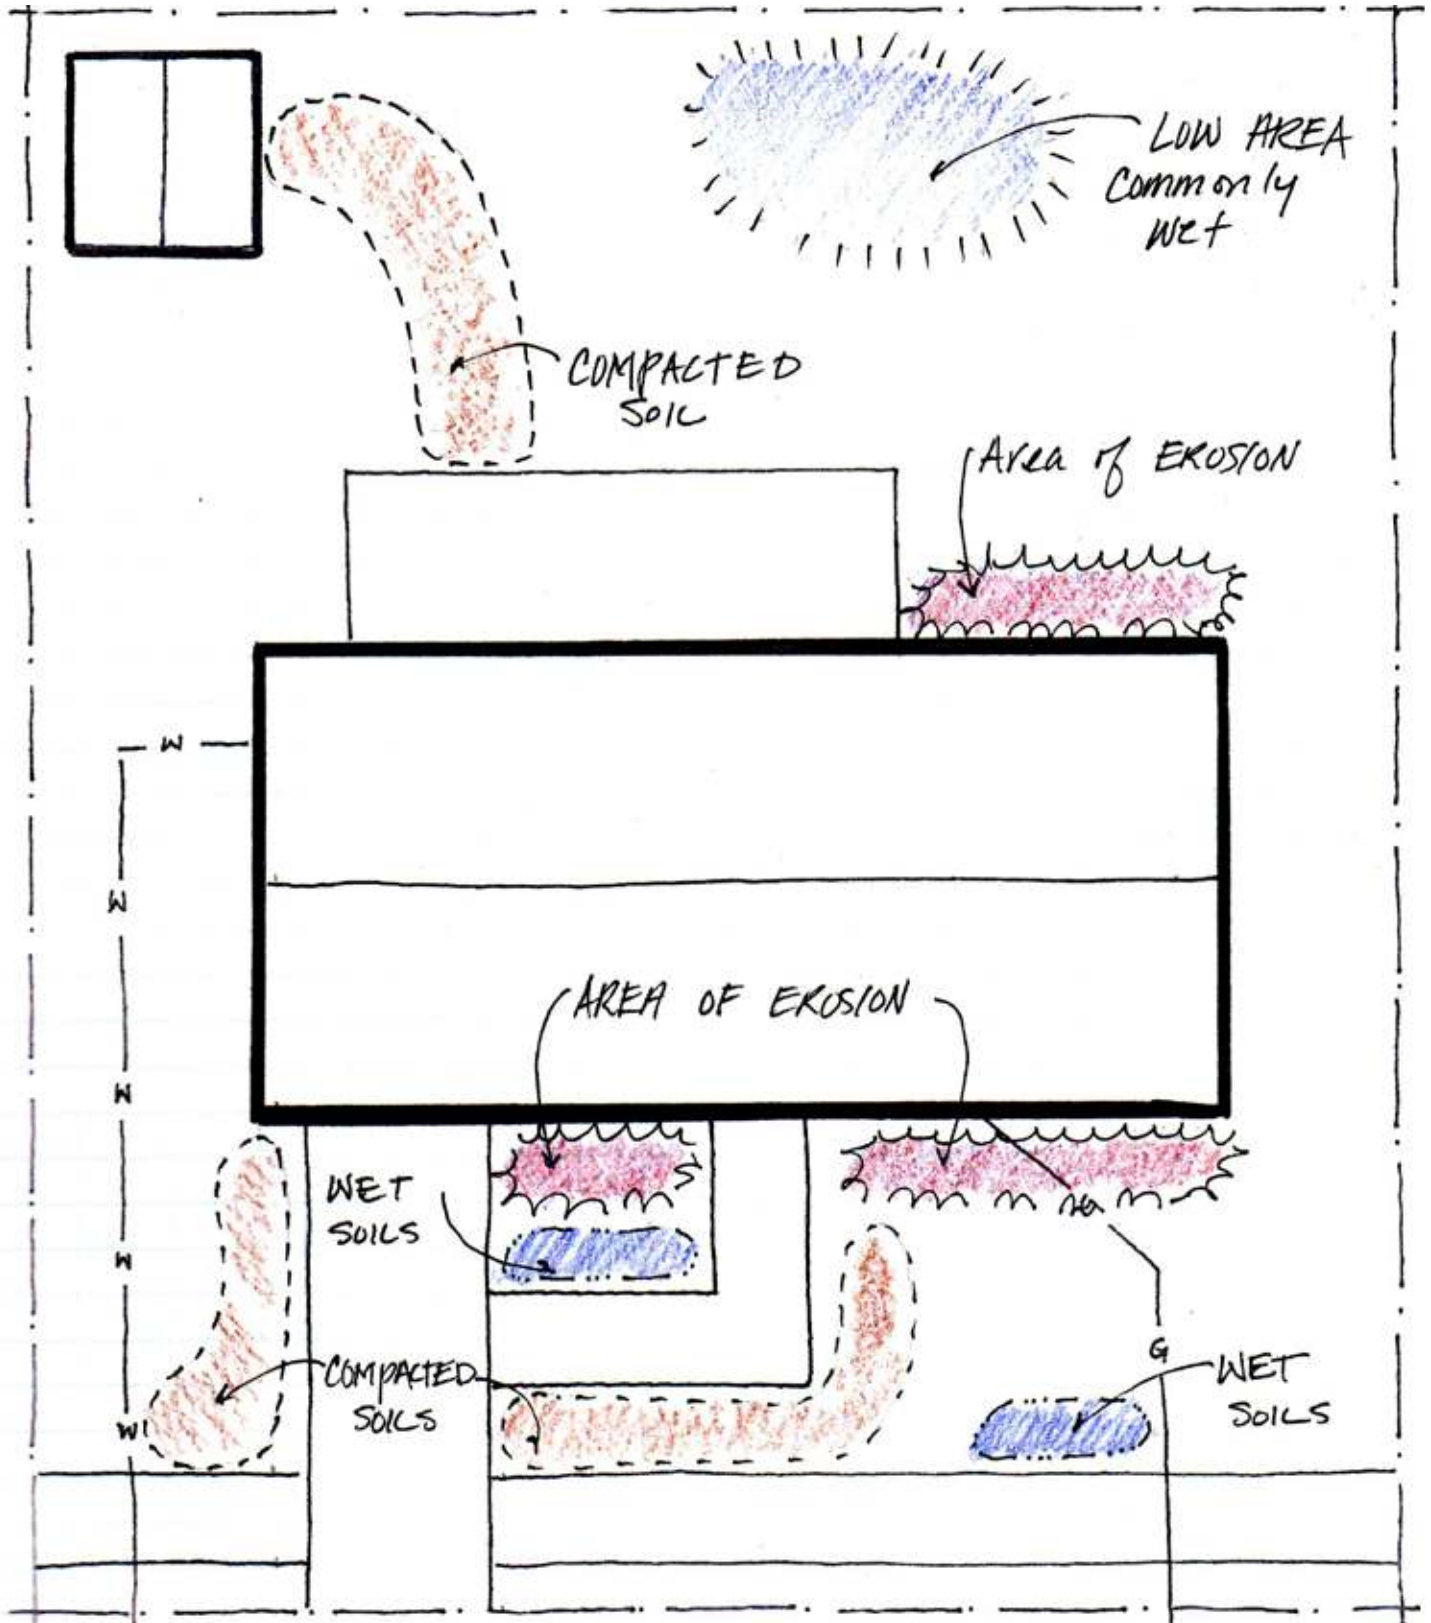 LOW AREA
Commonly
Wet
COMPACTED
SOIL
Area of EROSION
W
W
AREA OF EROSION
W
WET
SOILS
G
W
G
COMPACTED
SOILS
WET
SOILS
W